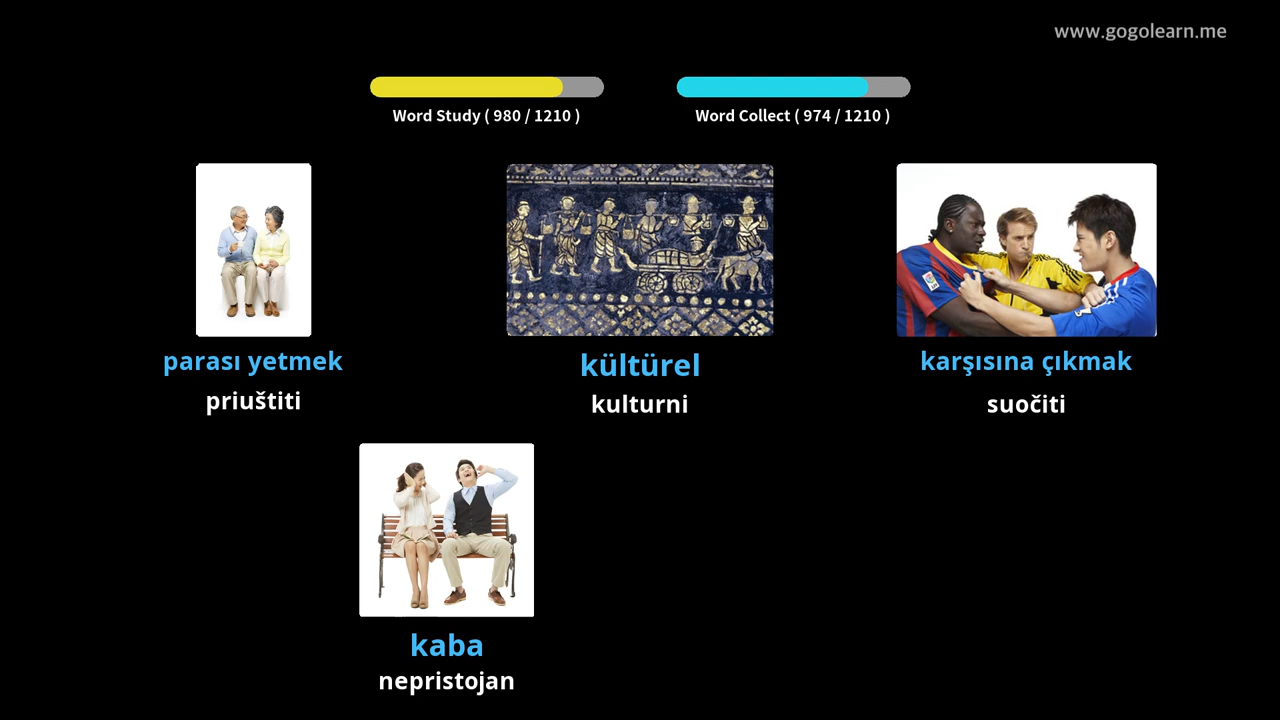 www.gogolearn.me
Word Study ( 980 / 1210 )
Word Collect ( 974 / 1210 )
parası yetmek
priuštiti
kültürel
kulturni
karşısına çıkmak
suočiti
kaba
nepristojan